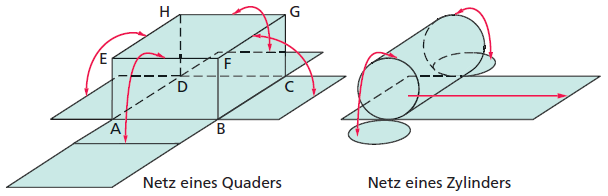 H
G
E
F
D
C
A
B
Netz eines Quaders
Netz eines Zylinders